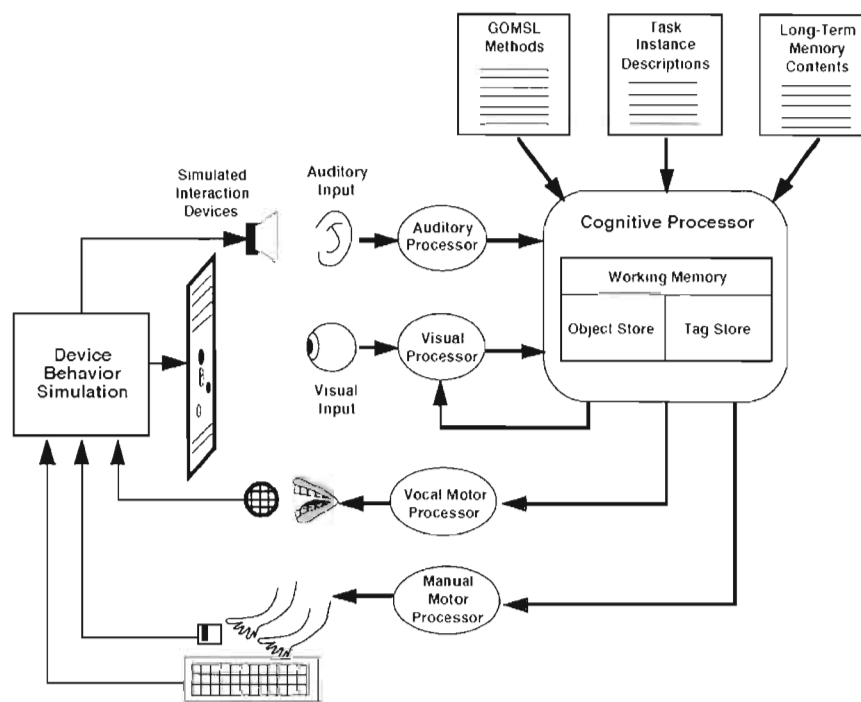 GOMSL
Methods
Task
Instance
Descriptions
Long-Term
Memory
Contents
Simulated
Interaction
Devices
Auditory
Input
Auditory
Processor
Cognitive Processor
Working Memory
Object Store
Tag Store
Device
Behavior
Simulation
Visual
Processor
Visual
Input
Vocal Motor
Processor
Manual
Motor
Processor